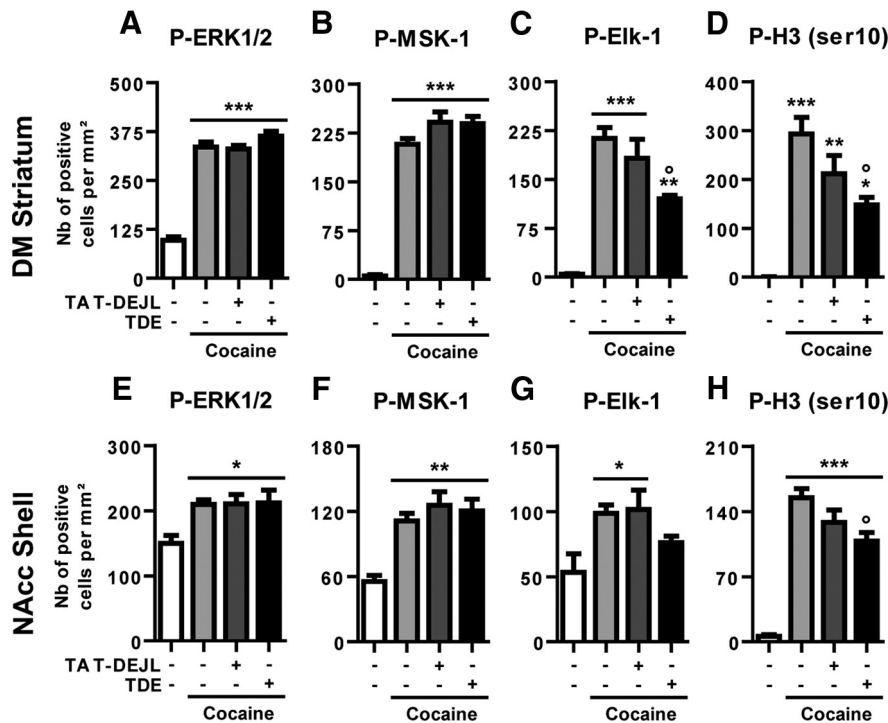 A P-ERK1/2 B P-MSK-1 C P-Elk-1 D P-H3 (ser10)
DM Striatum
Nb of positive
cells per mm²
500 300 300 400
375 225 225 300
250 150 150 200
125 75 75 100
0 0 0 0
*** *** *** *** ** ° *
° **
TAT-DEJL - - + - - - + - - - + - - - + -
TDE - - - + - - - + - - - + - - - +
Cocaine Cocaine Cocaine Cocaine
E P-ERK1/2 F P-MSK-1 G P-Elk-1 H P-H3 (ser10)
NAcc Shell
Nb of positive
cells per mm²
300 180 150 210
200 120 100 140
100 60 50 70
0 0 0 0
* ** * *** °
TAT-DEJL - - + - - - + - - - + - - - + -
TDE - - - + - - - + - - - + - - - +
Cocaine Cocaine Cocaine Cocaine